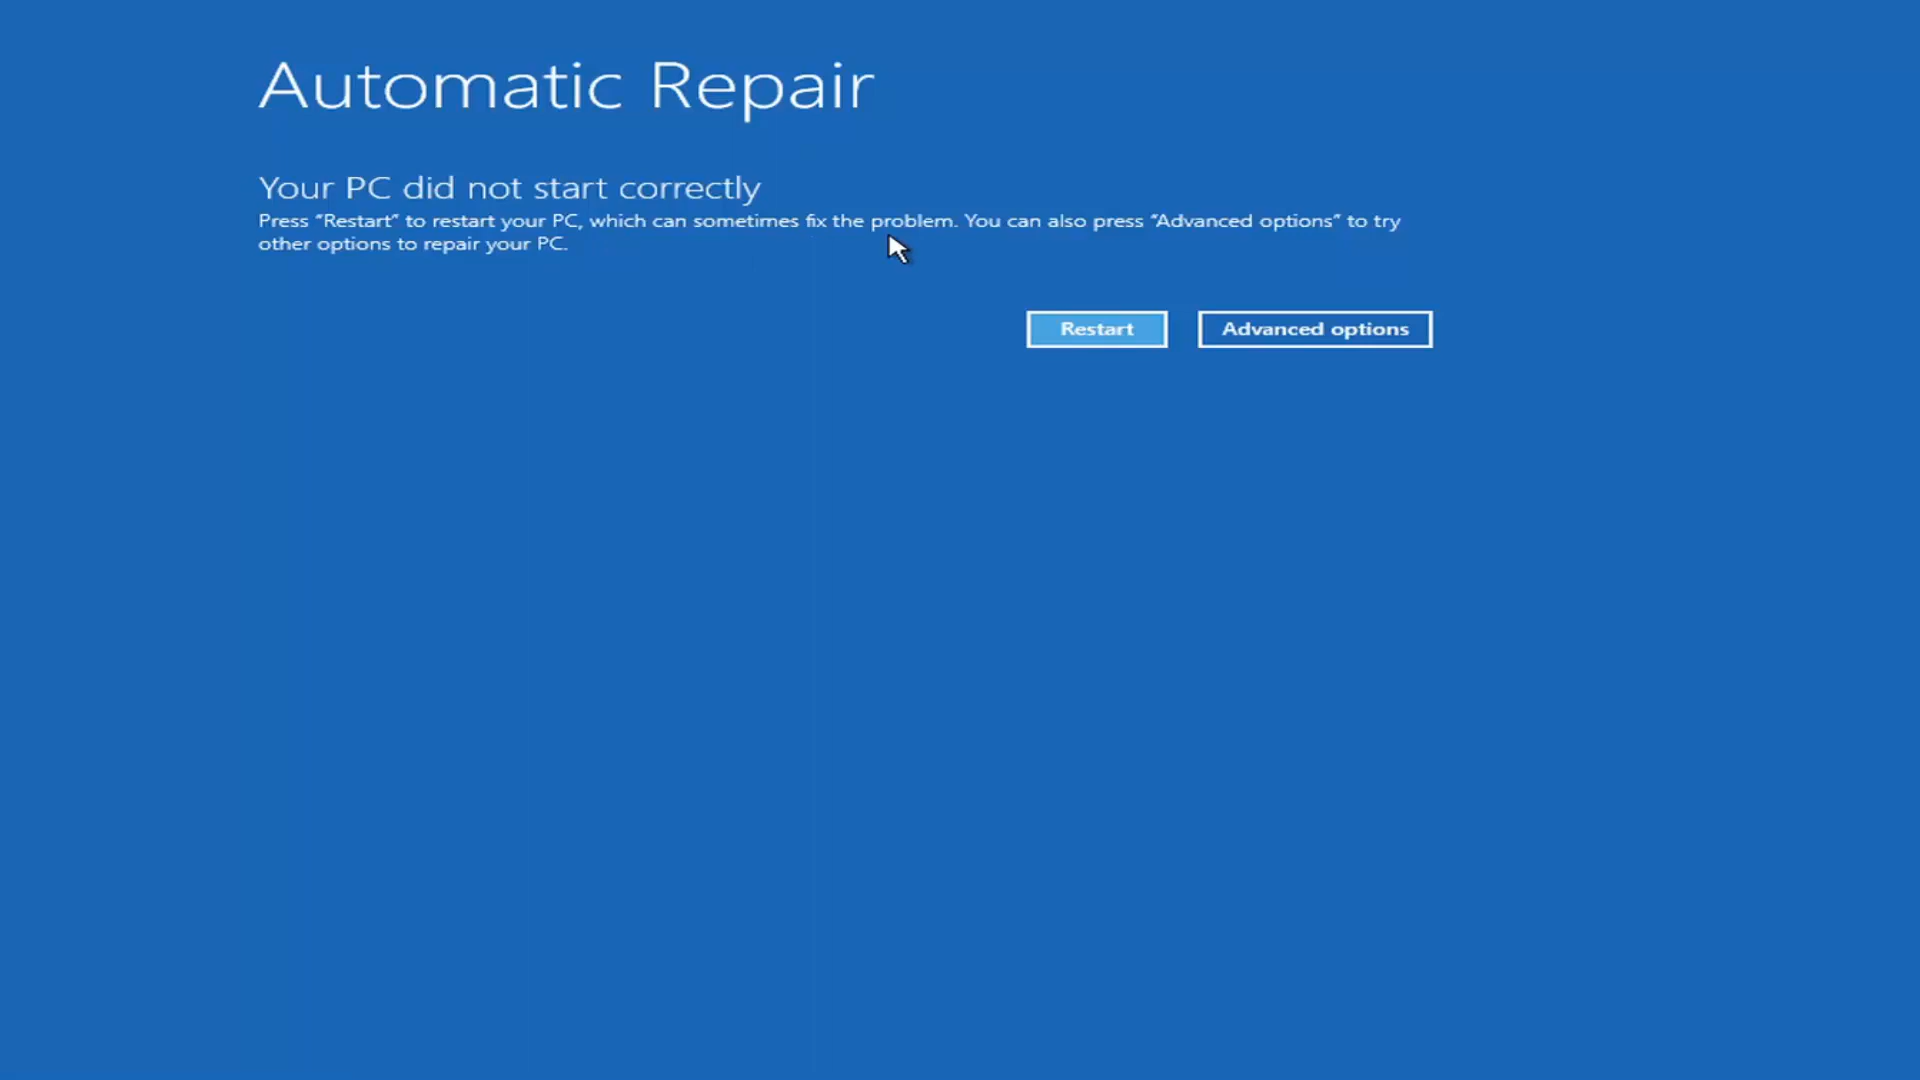 Automatic Repair
Your PC did not start correctly
Press “Restart” to restart your PC, which can sometimes fix the problem. You can also press “Advanced options” to try
other options to repair your PC.
Restart
Advanced options